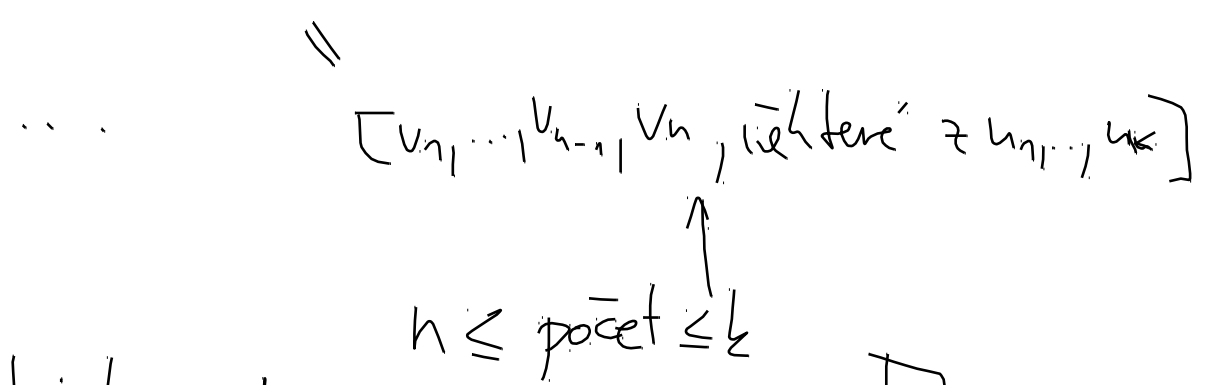 ... [v₁, ..., vₙ₋₁, vₙ, některé z u₁, .., uₖ]
n ≤ počet ≤ k